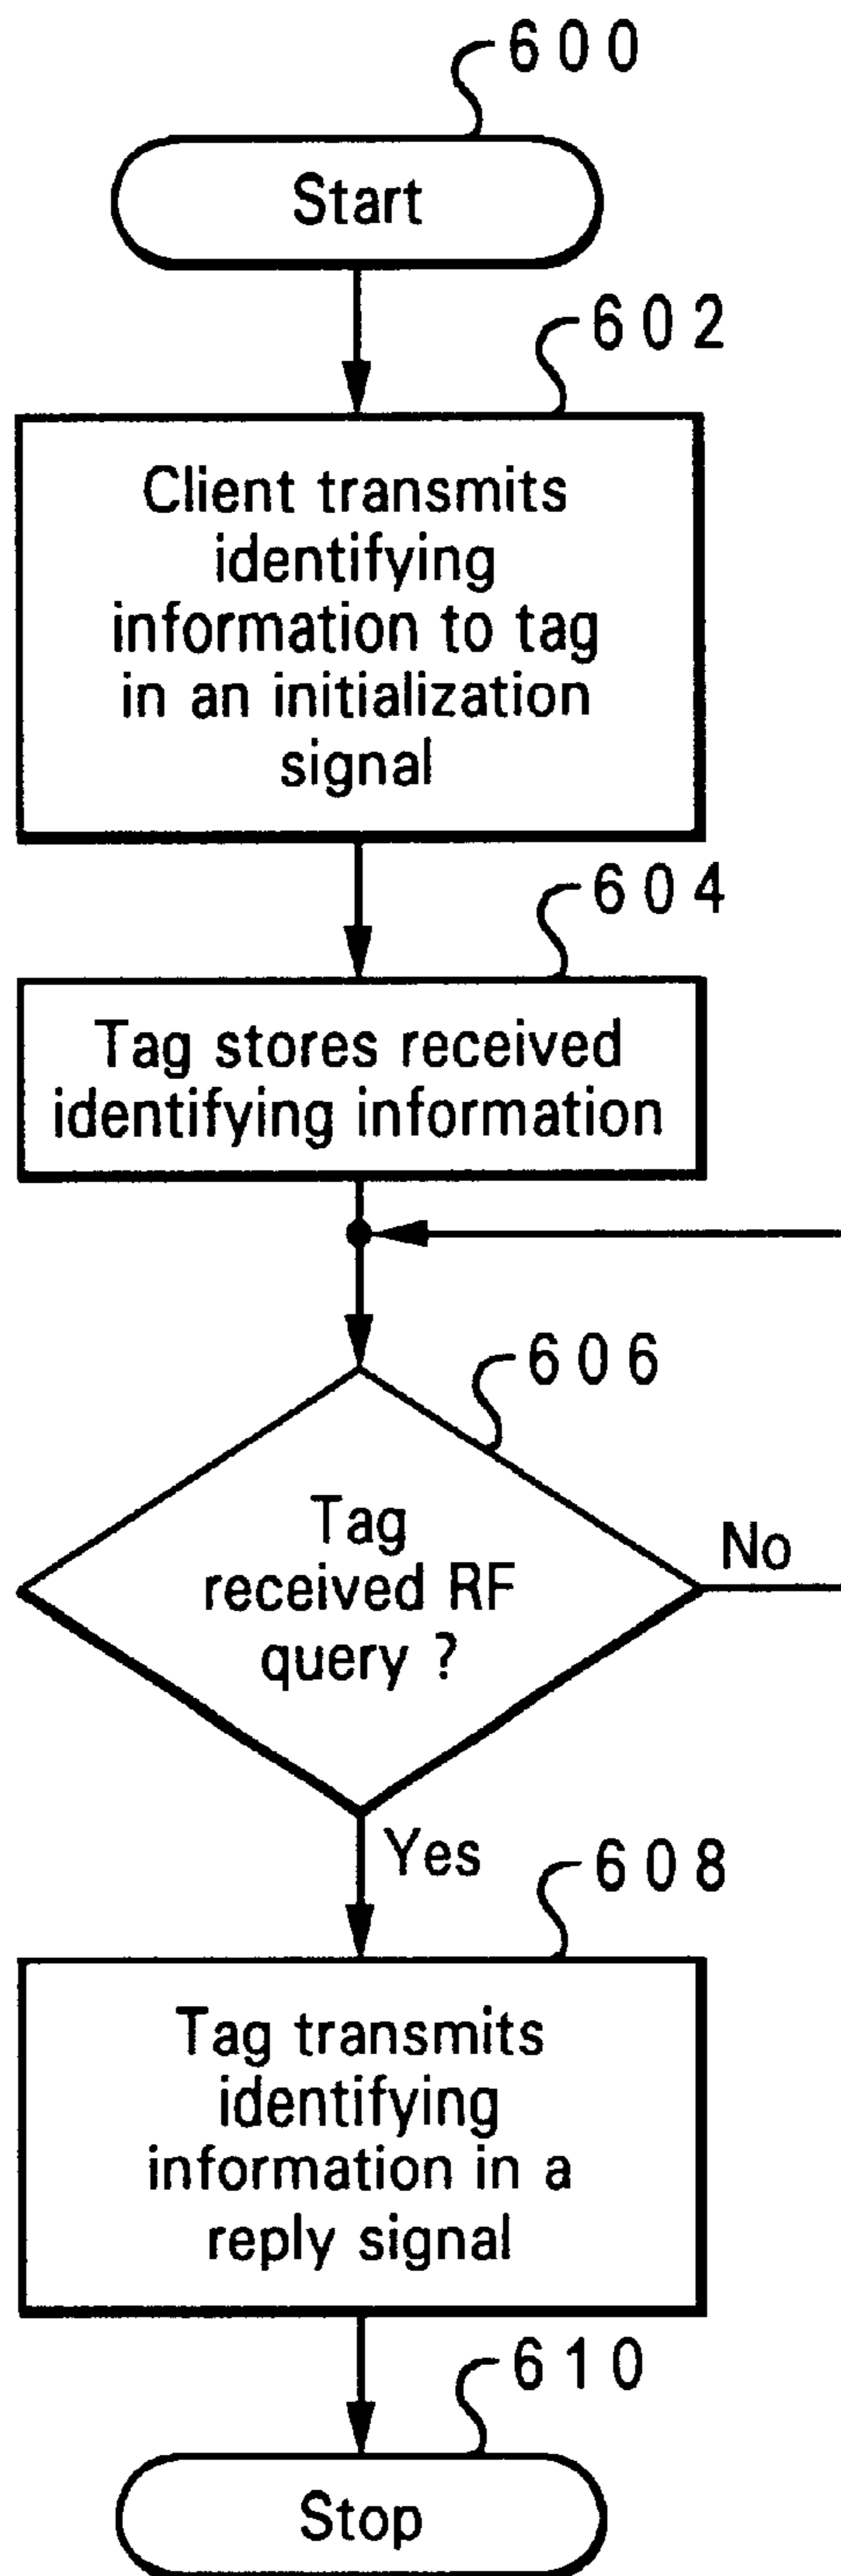 600
Start
602
Client transmits
identifying
information to tag
in an initialization
signal
604
Tag stores received
identifying information
606
Tag
received RF
query ?
No
Yes
608
Tag transmits
identifying
information in a
reply signal
610
Stop